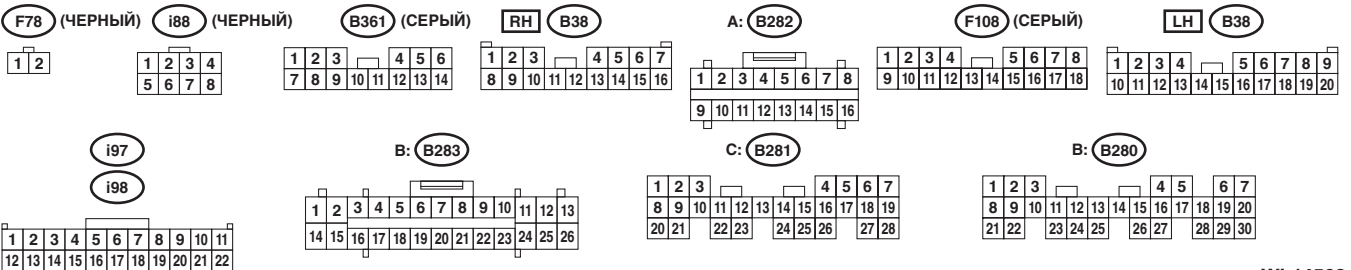 F78 (ЧЕРНЫЙ) i88 (ЧЕРНЫЙ) B361 (СЕРЫЙ) RH B38 A: B282 F108 (СЕРЫЙ) LH B38
1 2
1 2 3 4
5 6 7 8
1 2 3 4 5 6
7 8 9 10 11 12 13 14
1 2 3 4 5 6 7
8 9 10 11 12 13 14 15 16
1 2 3 4 5 6 7 8
9 10 11 12 13 14 15 16
1 2 3 4 5 6 7 8
9 10 11 12 13 14 15 16 17 18
1 2 3 4 5 6 7 8 9
10 11 12 13 14 15 16 17 18 19 20
i97
i98
1 2 3 4 5 6 7 8 9 10 11
12 13 14 15 16 17 18 19 20 21 22
B: B283
1 2 3 4 5 6 7 8 9 10 11 12 13
14 15 16 17 18 19 20 21 22 23 24 25 26
C: B281
1 2 3 4 5 6 7
8 9 10 11 12 13 14 15 16 17 18 19
20 21 22 23 24 25 26 27 28
B: B280
1 2 3 4 5 6 7
8 9 10 11 12 13 14 15 16 17 18 19 20
21 22 23 24 25 26 27 28 29 30